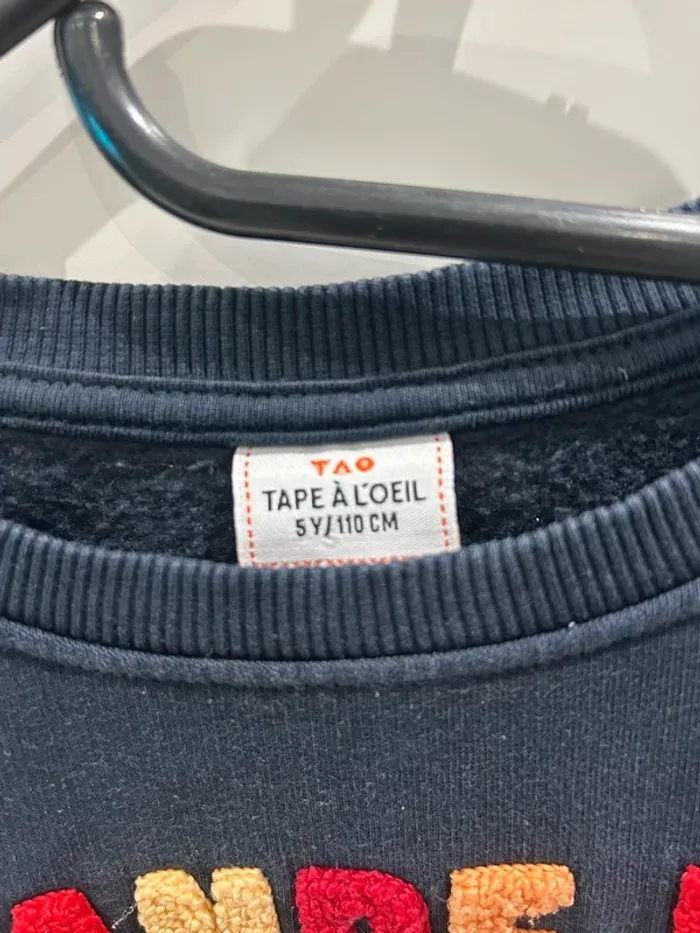 TAO
TAPE À L'OEIL
5 Y/110 CM